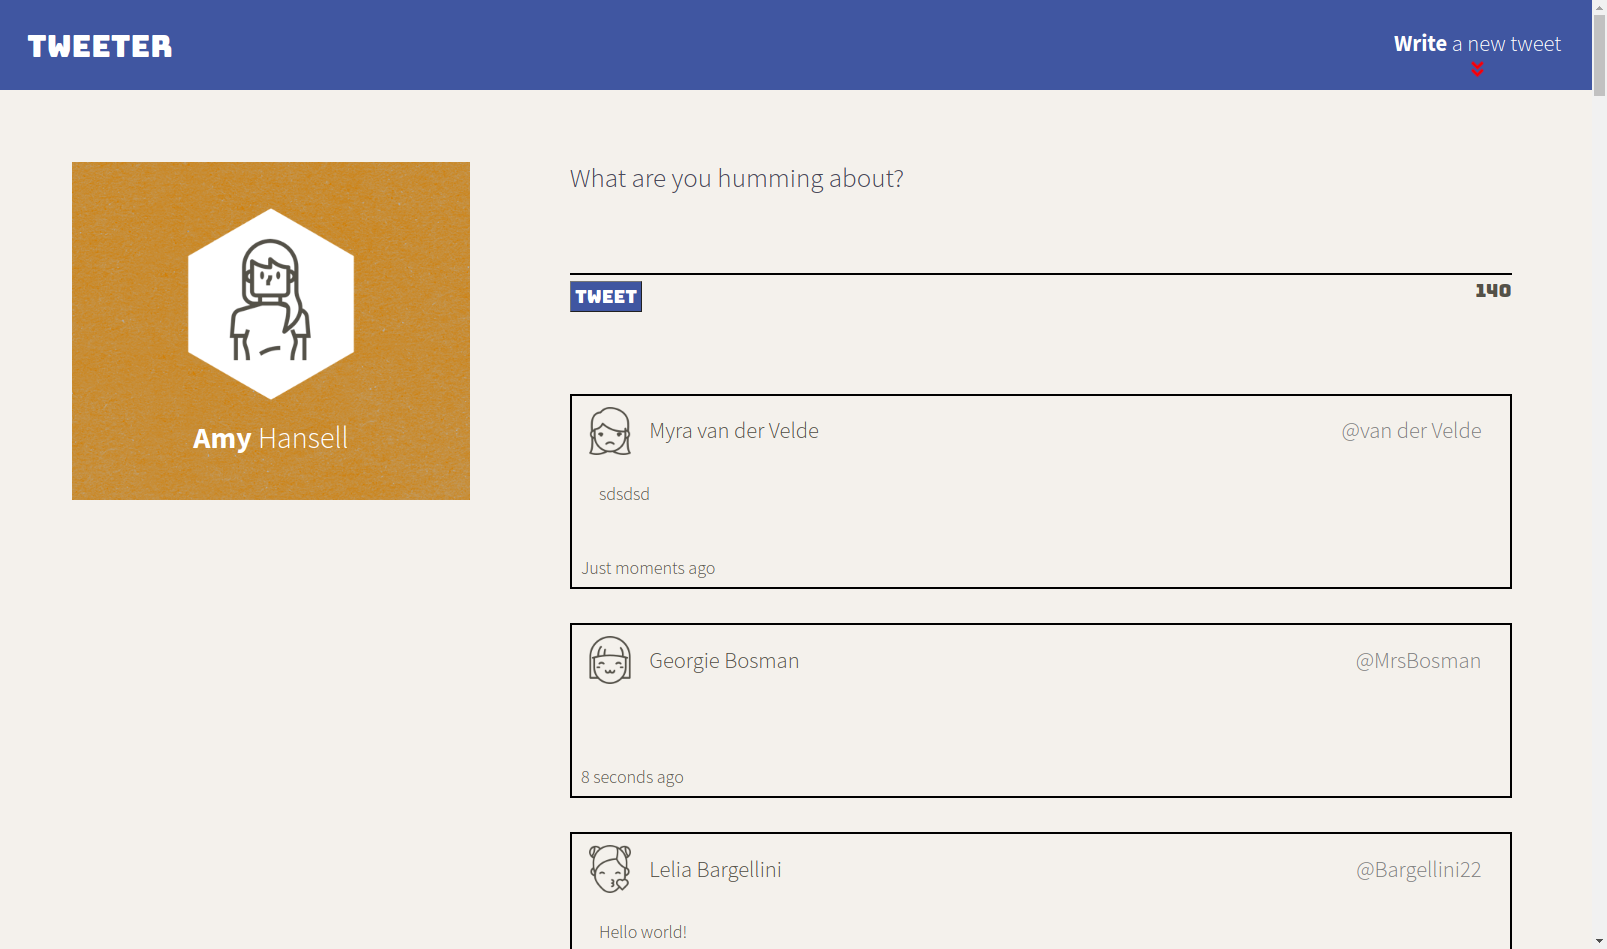 TWEETER
Write a new tweet
Amy Hansell
What are you humming about?
TWEET
140
Myra van der Velde
@van der Velde
sdsdsd
Just moments ago
Georgie Bosman
@MrsBosman
8 seconds ago
Lelia Bargellini
@Bargellini22
Hello world!